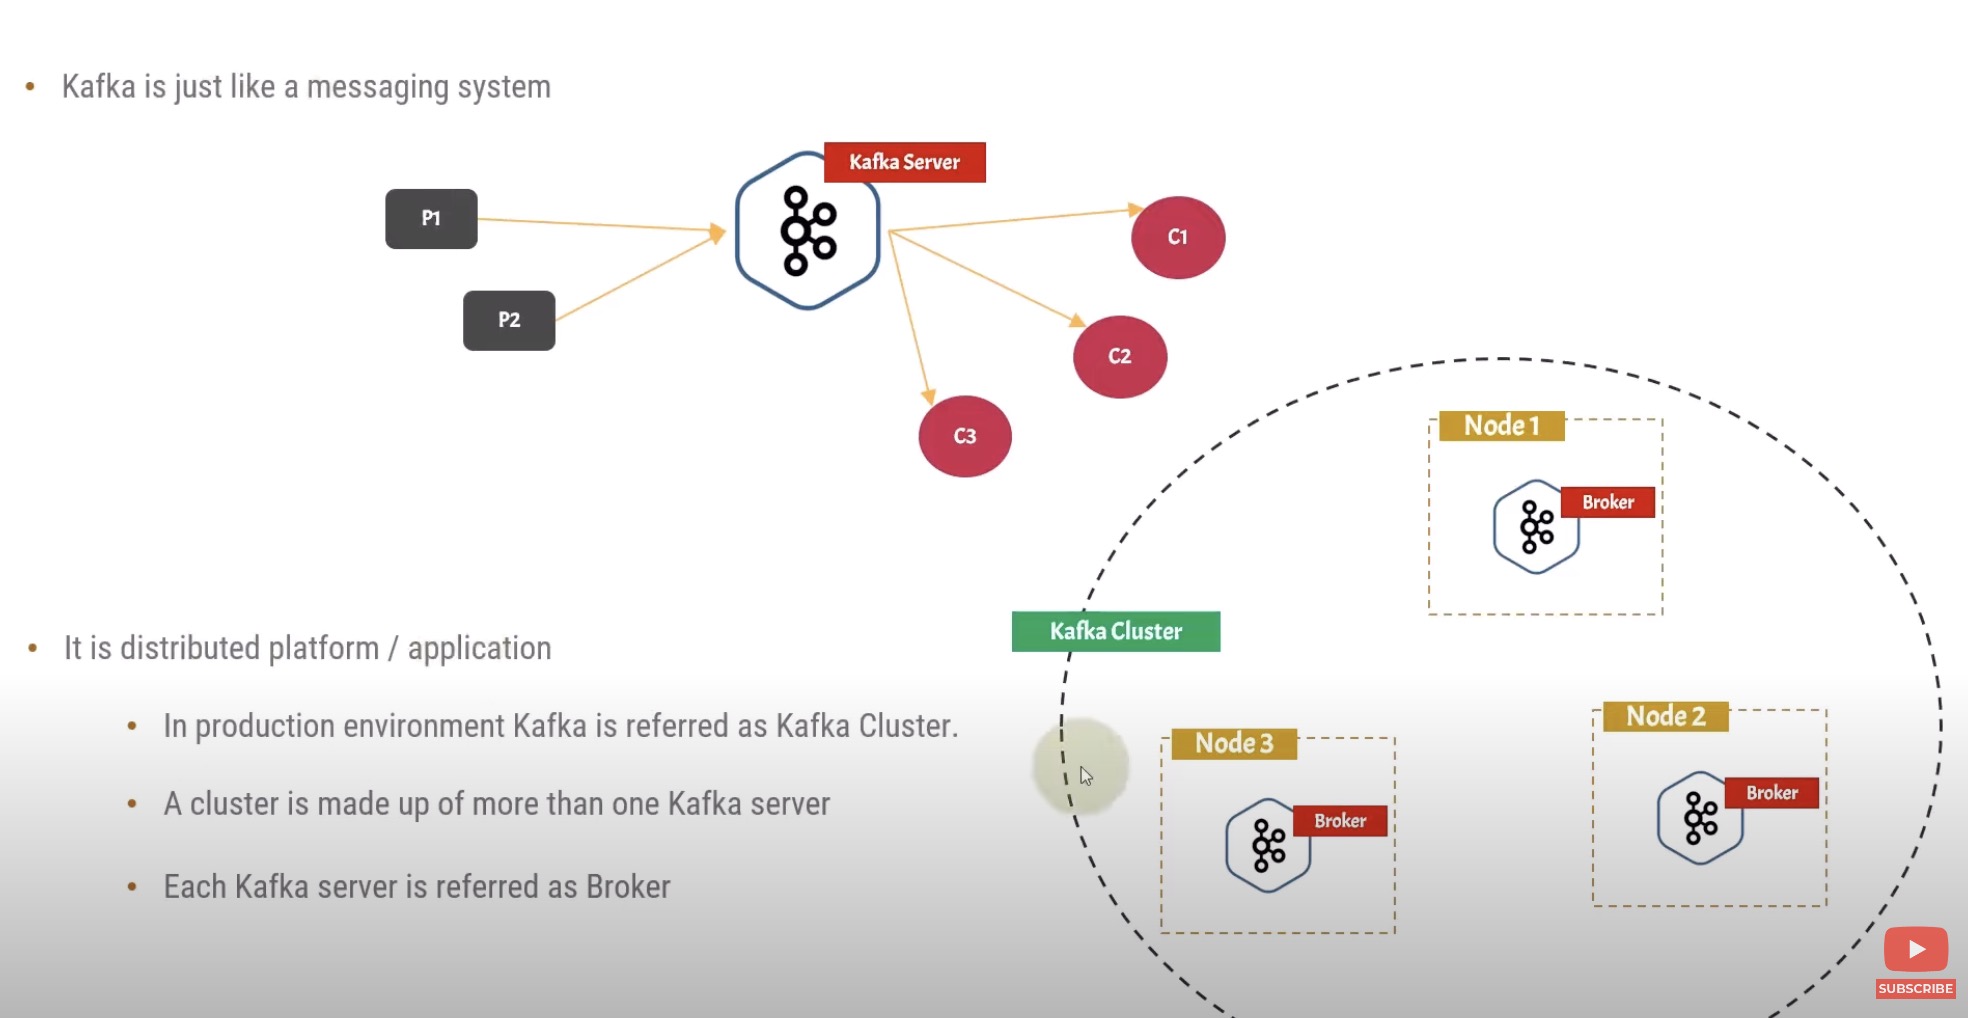 Kafka is just like a messaging system
Kafka Server
P1
P2
C1
C2
C3
Kafka Cluster
Node 1
Broker
Node 2
Broker
Node 3
Broker
It is distributed platform / application
In production environment Kafka is referred as Kafka Cluster.
A cluster is made up of more than one Kafka server
Each Kafka server is referred as Broker
SUBSCRIBE